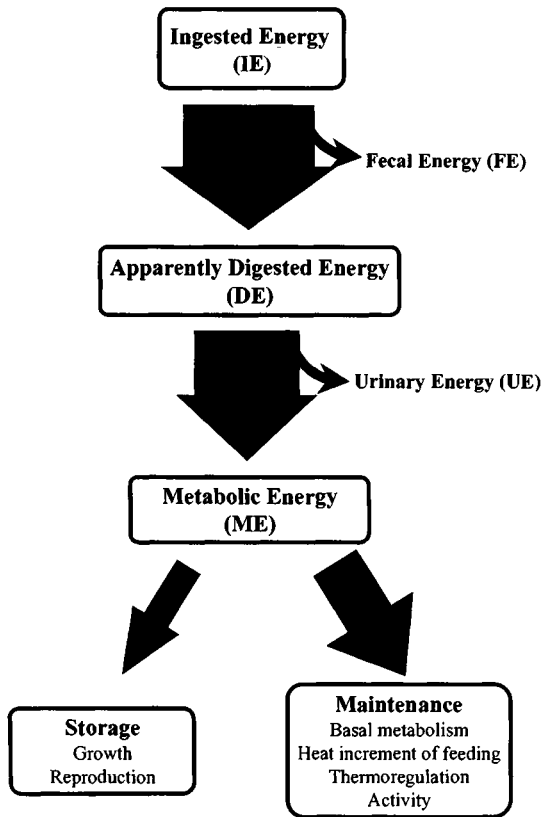 Ingested Energy
(IE)
Fecal Energy (FE)
Apparently Digested Energy
(DE)
Urinary Energy (UE)
Metabolic Energy
(ME)
Storage
Growth
Reproduction
Maintenance
Basal metabolism
Heat increment of feeding
Thermoregulation
Activity